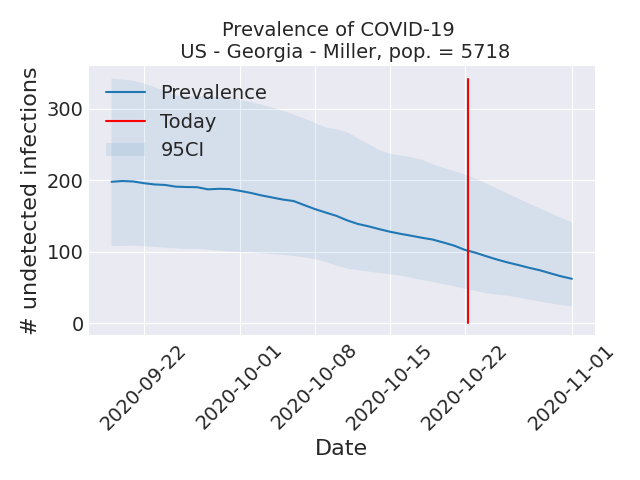 Prevalence of COVID-19
US - Georgia - Miller, pop. = 5718
# undetected infections
300
200
100
0
Prevalence
Today
95CI
2020-09-22
2020-10-01
2020-10-08
2020-10-15
2020-10-22
2020-11-01
Date